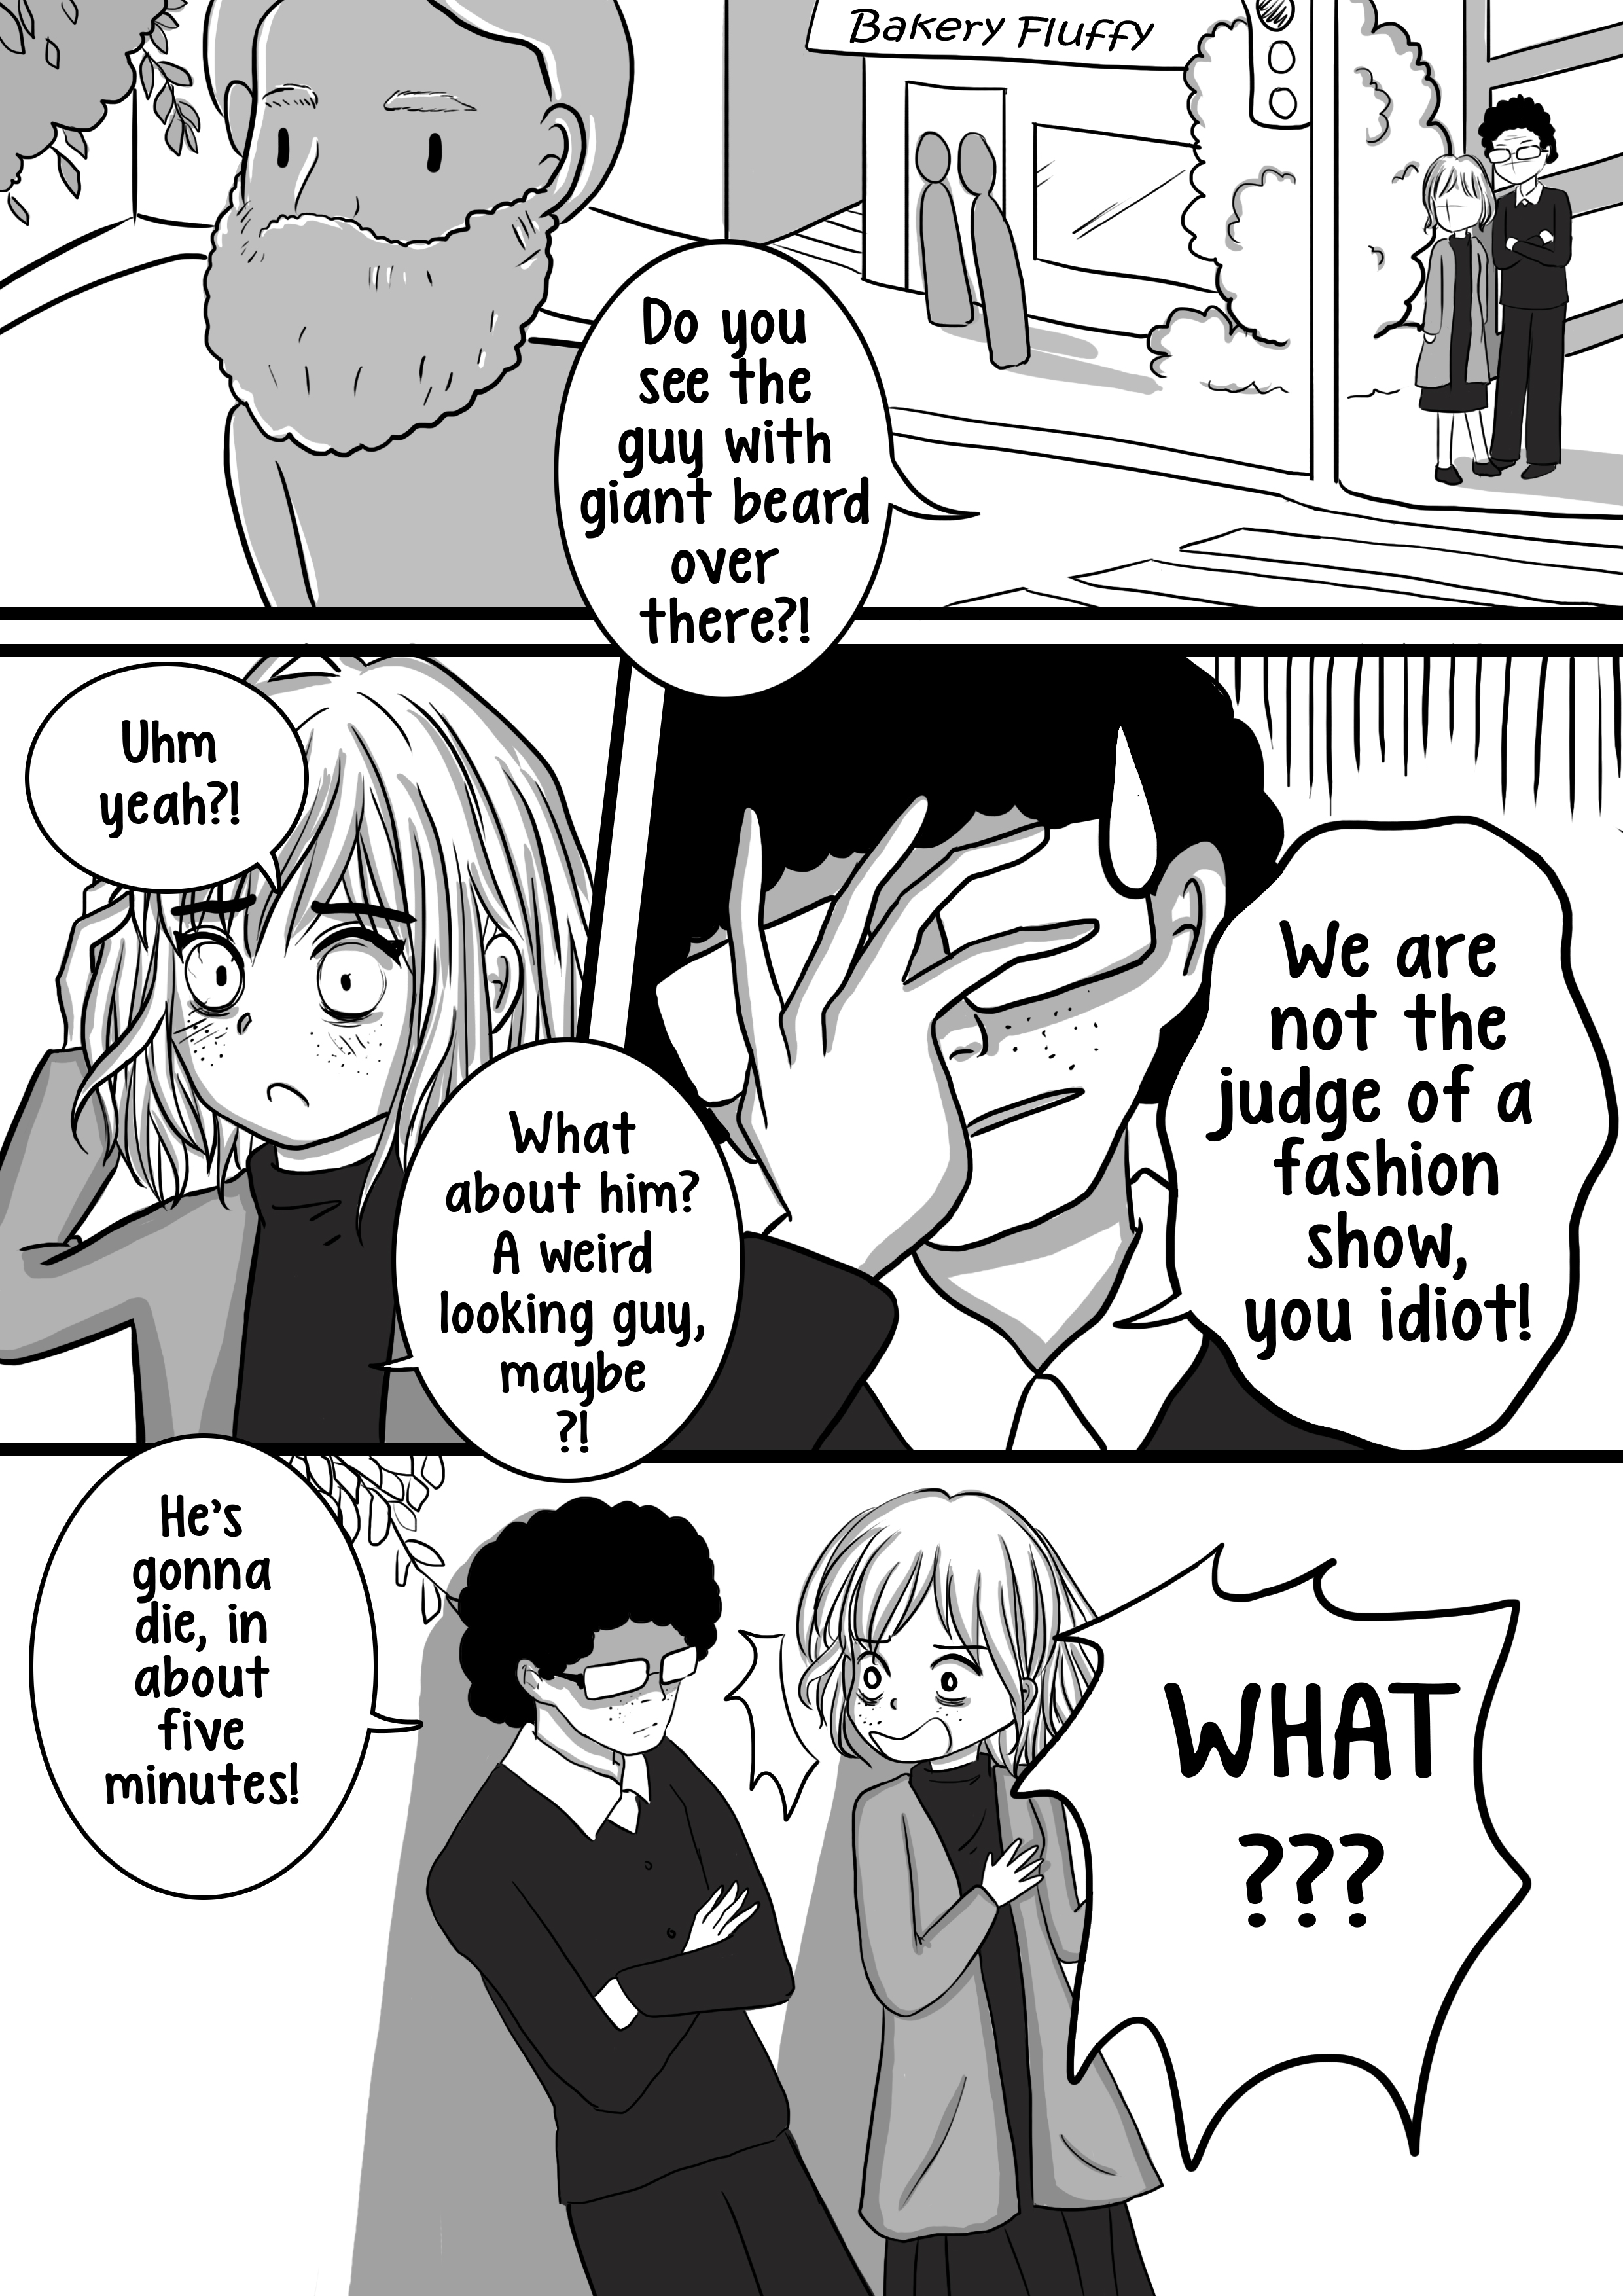 Bakery Fluffy
Do you
see the
guy with
giant beard
over
there?!
Uhm
yeah?!
What
about him?
A weird
looking guy,
maybe
?!
We are
not the
judge of a
fashion
show,
you idiot!
He's
gonna
die, in
about
five
minutes!
WHAT
???